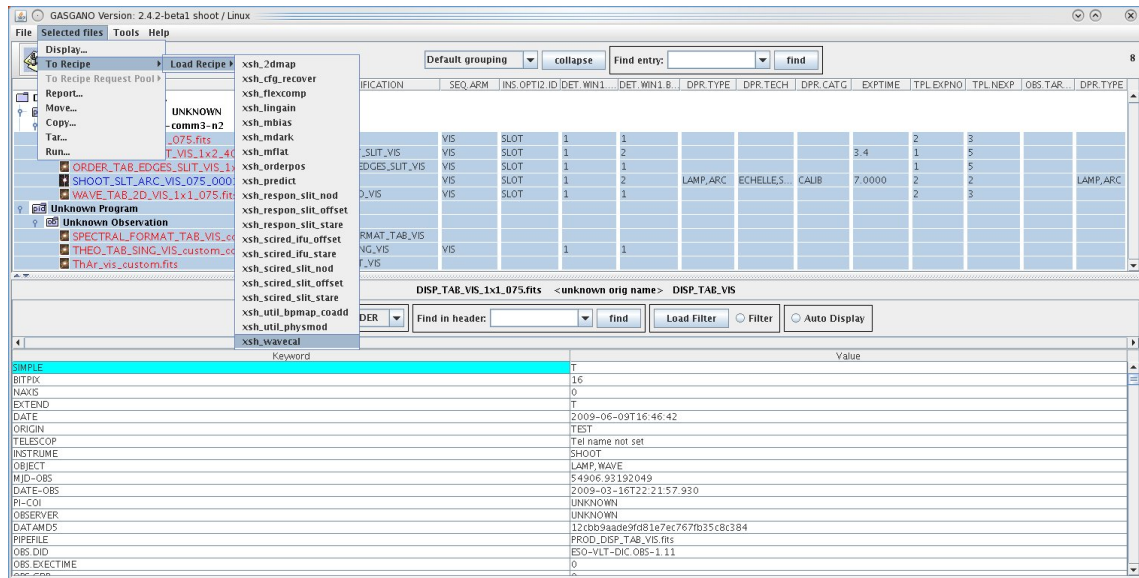 GASGANO Version: 2.4.2-beta1 shoot / Linux
File Selected files Tools Help
Display...
To Recipe
To Recipe Request Pool
Report...
Move...
Copy...
Tar...
Run...
Load Recipe
xsh_2dmap
xsh_cfg_recover
xsh_flexcomp
xsh_lingain
xsh_mbias
xsh_mdark
xsh_mflat
xsh_orderpos
xsh_predict
xsh_respon_slit_nod
xsh_respon_slit_offset
xsh_respon_slit_stare
xsh_scired_ifu_offset
xsh_scired_ifu_stare
xsh_scired_slit_nod
xsh_scired_slit_offset
xsh_scired_slit_stare
xsh_util_bpmap_coadd
xsh_util_physmod
xsh_wavecal
Default grouping collapse Find entry: find 8
IFICATION SEQ.ARM INS.OPTI2.ID DET.WIN1.... DET.WIN1.B... DPR.TYPE DPR.TECH DPR.CATG EXPTIME TPL.EXPNO TPL.NEXP OBS.TAR... DPR.TYPE
UNKNOWN
-comm3-n2
_075.fits VIS SLOT 1 1 2 3
T_VIS_1x2_40 _SLIT_VIS VIS SLOT 1 2 3.4 1 5
ORDER_TAB_EDGES_SLIT_VIS_1x EDGES_SLIT_VIS VIS SLOT 1 1 1 5
SHOOT_SLT_ARC_VIS_075_000 VIS SLOT 1 2 LAMP,ARC ECHELLE,S... CALIB 7.0000 2 2 LAMP,ARC
WAVE_TAB_2D_VIS_1x1_075.fits D_VIS VIS SLOT 1 1 2 3
Unknown Program
Unknown Observation
SPECTRAL_FORMAT_TAB_VIS_co RMAT_TAB_VIS
THEO_TAB_SING_VIS_custom_co NG_VIS VIS 1 1
ThAr_vis_custom.fits T_VIS
DISP_TAB_VIS_1x1_075.fits <unknown orig name> DISP_TAB_VIS
DER Find in header: find Load Filter Filter Auto Display
Keyword Value
SIMPLE T
BITPIX 16
NAXIS 0
EXTEND T
DATE 2009-06-09T16:46:42
ORIGIN TEST
TELESCOP Tel name not set
INSTRUME SHOOT
OBJECT LAMP,WAVE
MJD-OBS 54906.93192049
DATE-OBS 2009-03-16T22:21:57.930
PI-COI UNKNOWN
OBSERVER UNKNOWN
DATAMD5 12cbb9aade9fd81e7ec767fb35c8c384
PIPEFILE PROD_DISP_TAB_VIS.fits
OBS.DID ESO-VLT-DIC.OBS-1.11
OBS.EXECTIME 0